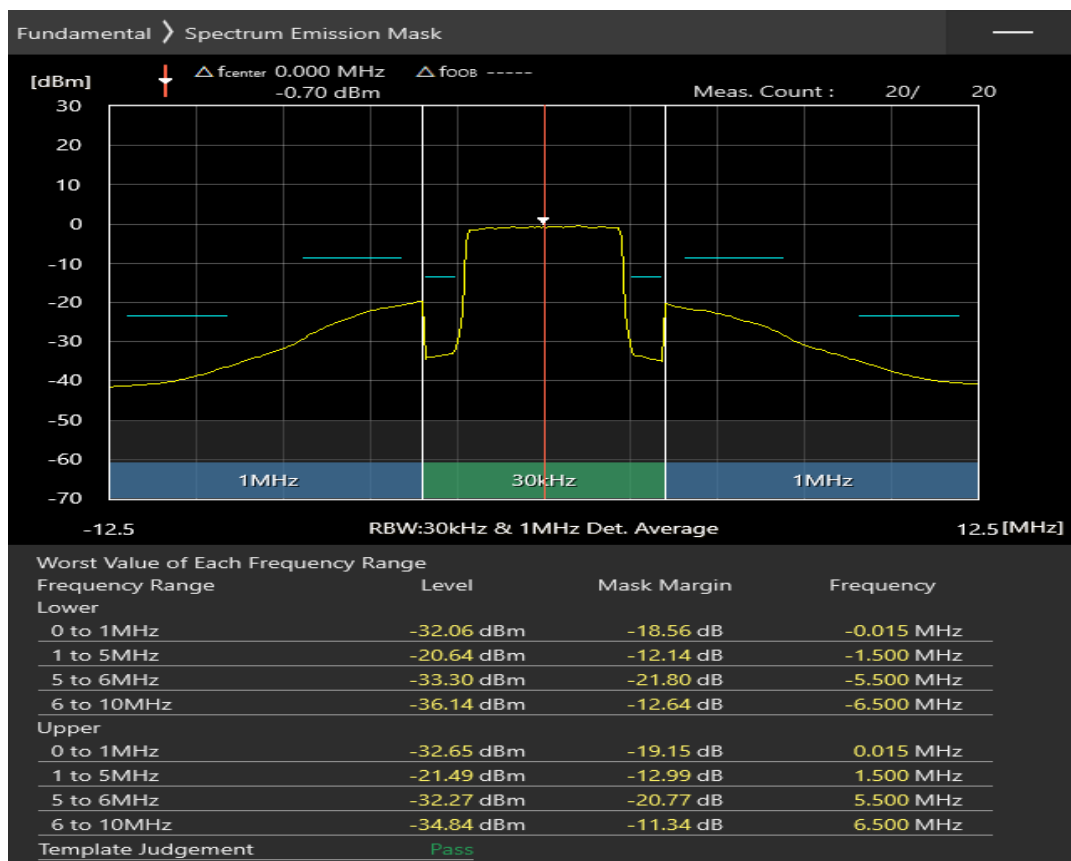 Fundamental ❯ Spectrum Emission Mask
[dBm] △ fcenter 0.000 MHz △ fOOB -----
-0.70 dBm Meas. Count : 20/ 20
30
20
10
0
-10
-20
-30
-40
-50
-60
1MHz 30kHz 1MHz
-70
-12.5 RBW:30kHz & 1MHz Det. Average 12.5 [MHz]
Worst Value of Each Frequency Range
Frequency Range Level Mask Margin Frequency
Lower
0 to 1MHz -32.06 dBm -18.56 dB -0.015 MHz
1 to 5MHz -20.64 dBm -12.14 dB -1.500 MHz
5 to 6MHz -33.30 dBm -21.80 dB -5.500 MHz
6 to 10MHz -36.14 dBm -12.64 dB -6.500 MHz
Upper
0 to 1MHz -32.65 dBm -19.15 dB 0.015 MHz
1 to 5MHz -21.49 dBm -12.99 dB 1.500 MHz
5 to 6MHz -32.27 dBm -20.77 dB 5.500 MHz
6 to 10MHz -34.84 dBm -11.34 dB 6.500 MHz
Template Judgement Pass